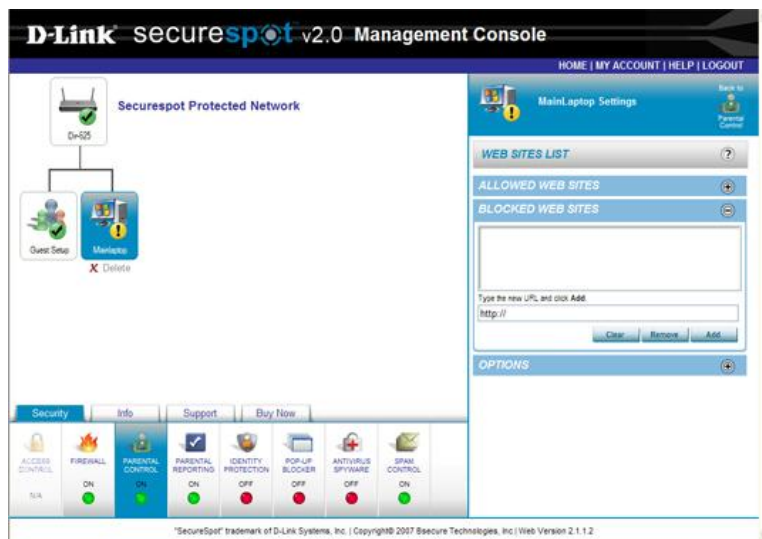 D-Link securespot v2.0 Management Console
HOME | MY ACCOUNT | HELP | LOGOUT
Securespot Protected Network
Dir-625
Guest Setup
Mainlaptop
X Delete
MainLaptop Settings
Back to
Parental
Control
WEB SITES LIST ?
ALLOWED WEB SITES
BLOCKED WEB SITES
Type the new URL and click Add.
http://
Clear Remove Add
OPTIONS
Security Info Support Buy Now
ACCESS CONTROL N/A
FIREWALL ON
PARENTAL CONTROL ON
PARENTAL REPORTING ON
IDENTITY PROTECTION OFF
POP-UP BLOCKER OFF
ANTIVIRUS SPYWARE OFF
SPAM CONTROL ON
"SecureSpot" trademark of D-Link Systems, Inc. | Copyright© 2007 Bsecure Technologies, Inc | Web Version 2.1.1.2